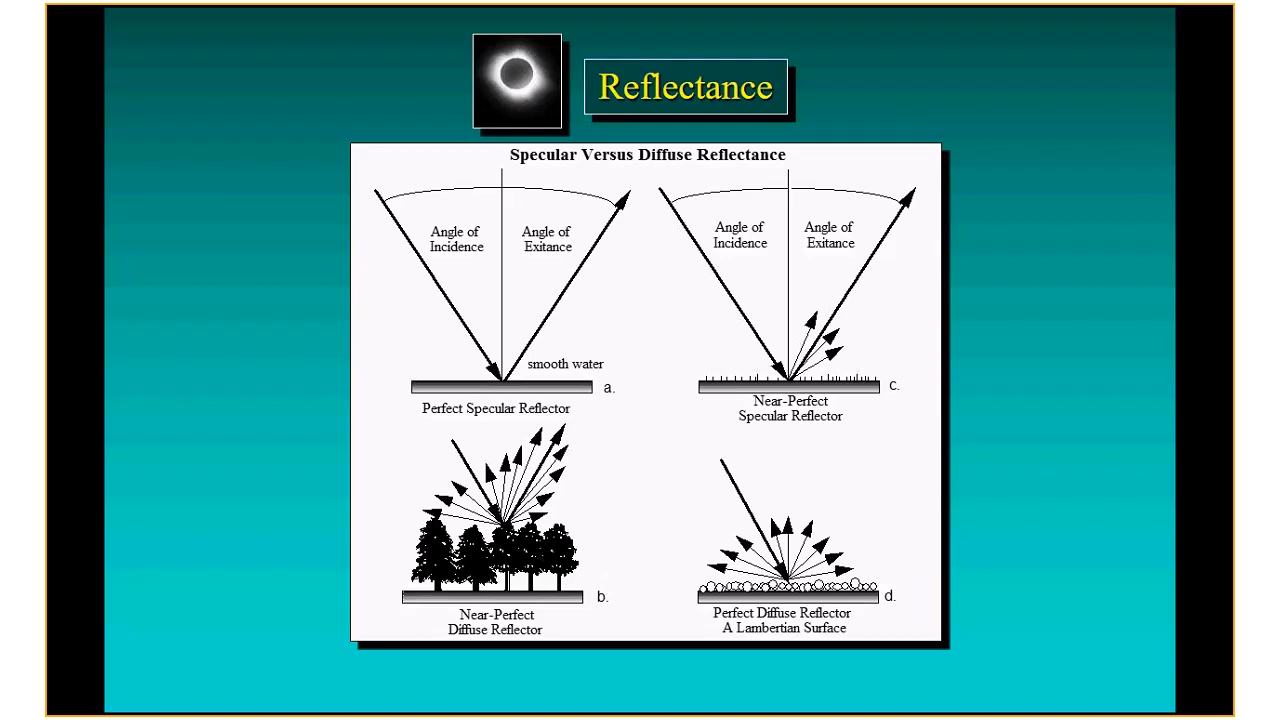 Reflectance
Specular Versus Diffuse Reflectance
Angle of
Incidence
Angle of
Exitance
smooth water
a.
Perfect Specular Reflector
Angle of
Incidence
Angle of
Exitance
c.
Near-Perfect
Specular Reflector
b.
Near-Perfect
Diffuse Reflector
d.
Perfect Diffuse Reflector
A Lambertian Surface